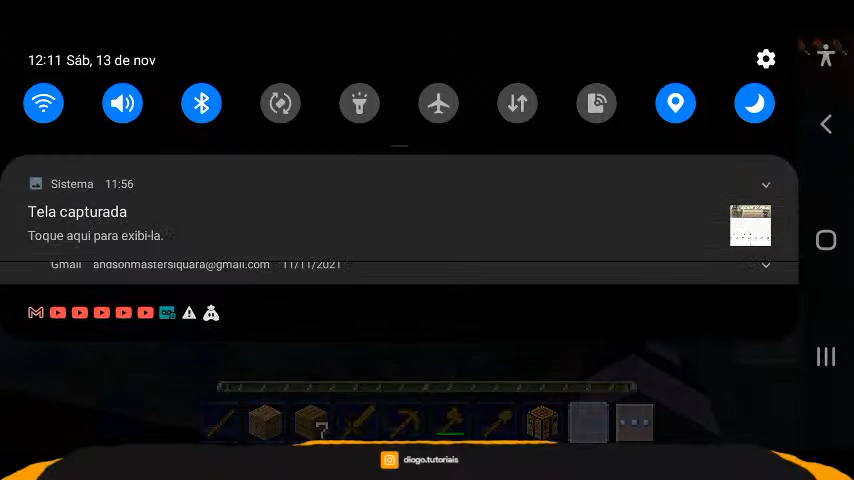 12:11 Sáb, 13 de nov
Sistema 11:56
Tela capturada
Toque aqui para exibi-la.
Gmail andsonmastersiquara@gmail.com 11/11/2021
7
diogo.tutoriais